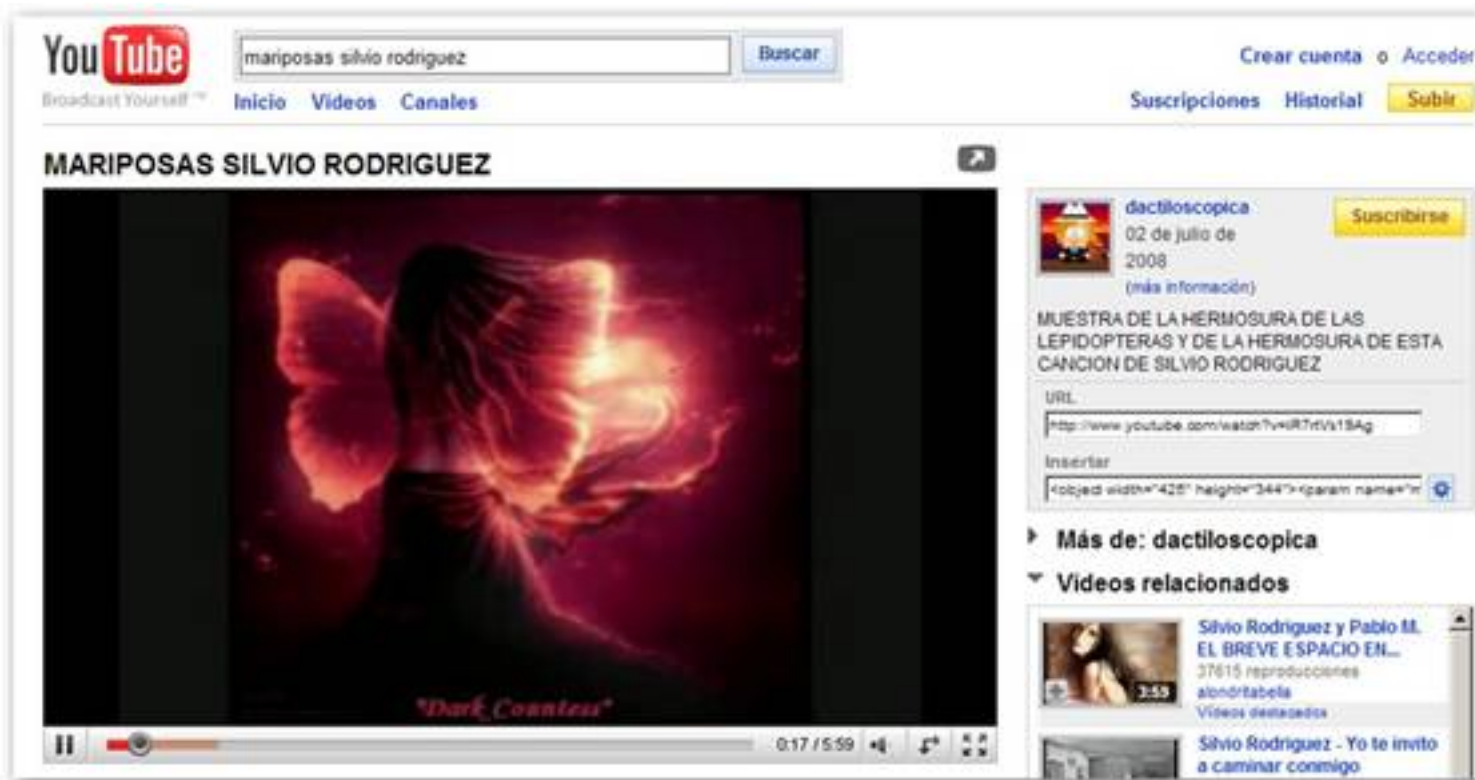 You Tube
Broadcast Yourself ™
mariposas silvio rodriguez
Buscar
Crear cuenta o Acceder
Inicio Videos Canales
Suscripciones Historial Subir
MARIPOSAS SILVIO RODRIGUEZ
"Dark Countess"
0:17 / 5:59
dactiloscopica
Suscribirse
02 de julio de
2008
(más información)
MUESTRA DE LA HERMOSURA DE LAS
LEPIDOPTERAS Y DE LA HERMOSURA DE ESTA
CANCION DE SILVIO RODRIGUEZ
URL
Insertar
<object width="425" height="344"><param name="m
Más de: dactiloscopica
Videos relacionados
Silvio Rodriguez y Pablo M.
EL BREVE ESPACIO EN...
37615 reproducciones
alondritabella
Vídeos destacados
3:55
Silvio Rodriguez - Yo te invito
a caminar conmigo